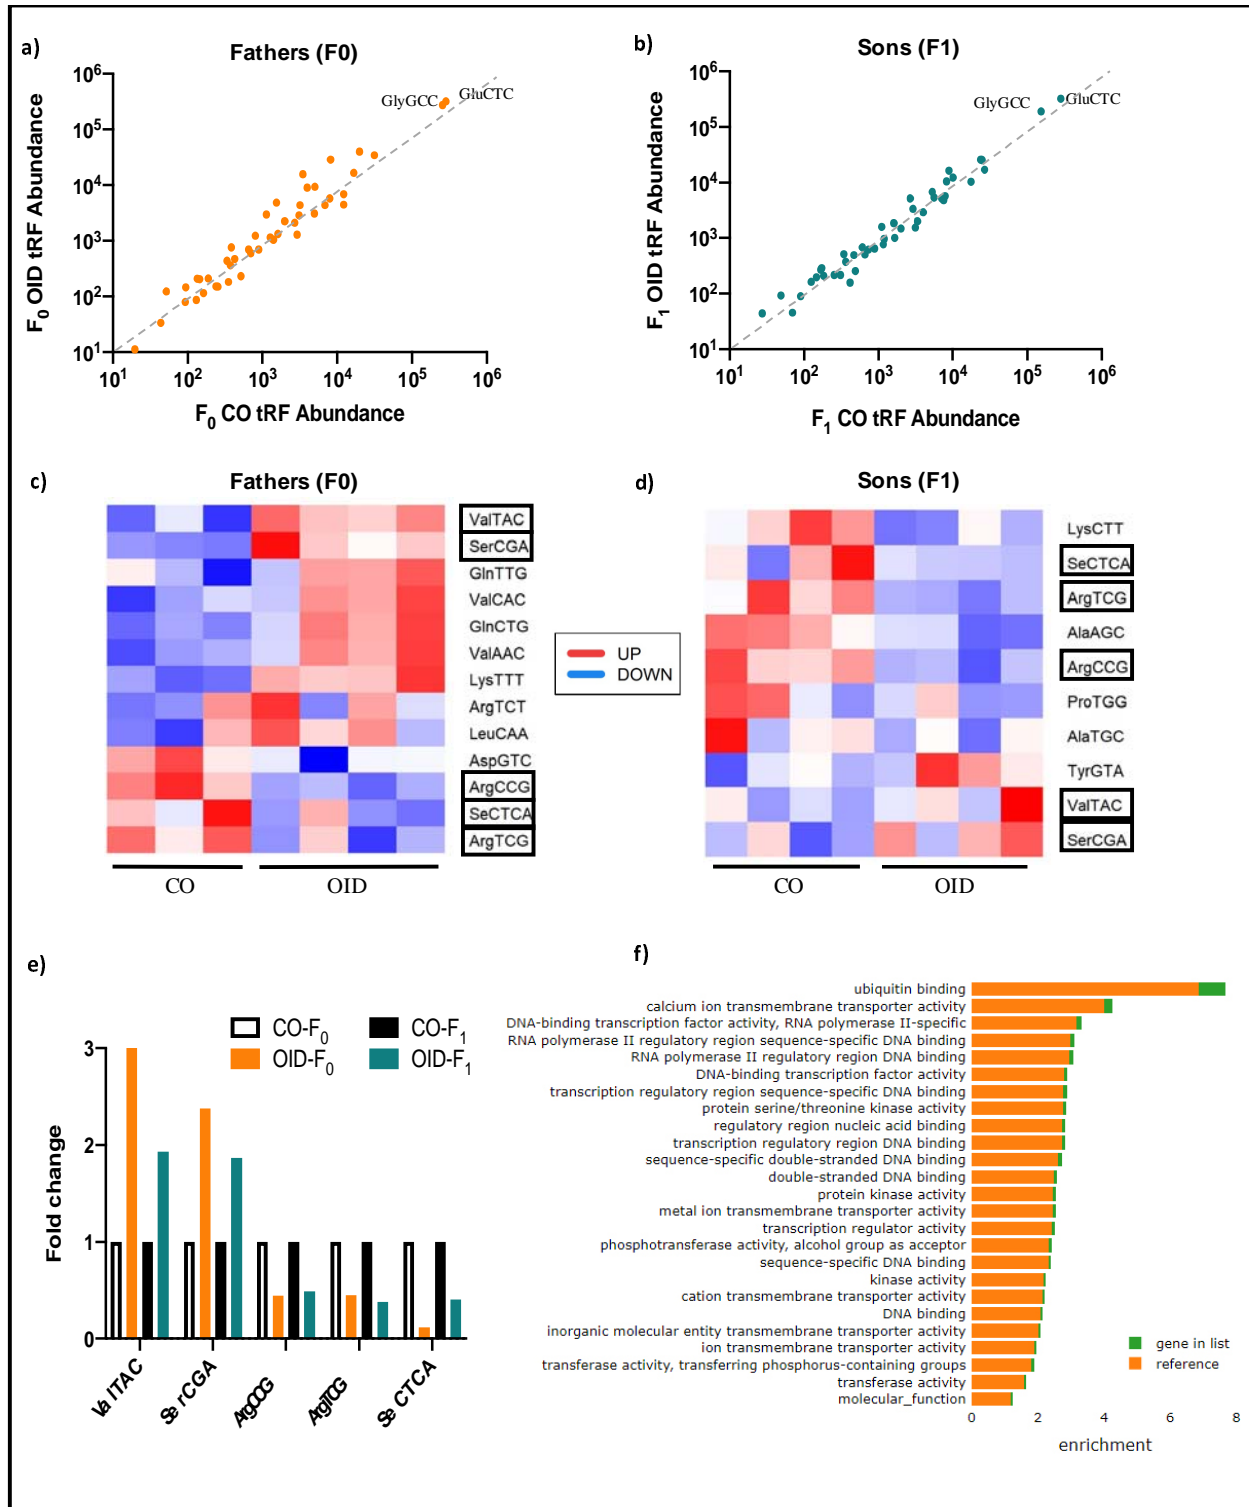 a)
Fathers (F0)
10^6
10^5
10^4
10^3
10^2
10^1
F0 OID tRF Abundance
GlyGCC
GluCTC
10^1 10^2 10^3 10^4 10^5 10^6
F0 CO tRF Abundance
b)
Sons (F1)
10^6
10^5
10^4
10^3
10^2
10^1
F1 OID tRF Abundance
GlyGCC
GluCTC
10^1 10^2 10^3 10^4 10^5 10^6
F1 CO tRF Abundance
c)
Fathers (F0)
ValTAC
SerCGA
GlnTTG
ValCAC
GlnCTG
ValAAC
LysTTT
ArgTCT
LeuCAA
AspGTC
ArgCCG
SeCTCA
ArgTCG
CO
OID
UP
DOWN
d)
Sons (F1)
LysCTT
SeCTCA
ArgTCG
AlaAGC
ArgCCG
ProTGG
AlaTGC
TyrGTA
ValTAC
SerCGA
CO
OID
e)
CO-F0
CO-F1
OID-F0
OID-F1
Fold change
3
2
1
0
ValTAC
SerCGA
ArgCCG
ArgTCG
SeCTCA
f)
ubiquitin binding
calcium ion transmembrane transporter activity
DNA-binding transcription factor activity, RNA polymerase II-specific
RNA polymerase II regulatory region sequence-specific DNA binding
RNA polymerase II regulatory region DNA binding
DNA-binding transcription factor activity
transcription regulatory region sequence-specific DNA binding
protein serine/threonine kinase activity
regulatory region nucleic acid binding
transcription regulatory region DNA binding
sequence-specific double-stranded DNA binding
double-stranded DNA binding
protein kinase activity
metal ion transmembrane transporter activity
transcription regulator activity
phosphotransferase activity, alcohol group as acceptor
sequence-specific DNA binding
kinase activity
cation transmembrane transporter activity
DNA binding
inorganic molecular entity transmembrane transporter activity
ion transmembrane transporter activity
transferase activity, transferring phosphorus-containing groups
transferase activity
molecular_function
gene in list
reference
0 2 4 6 8
enrichment